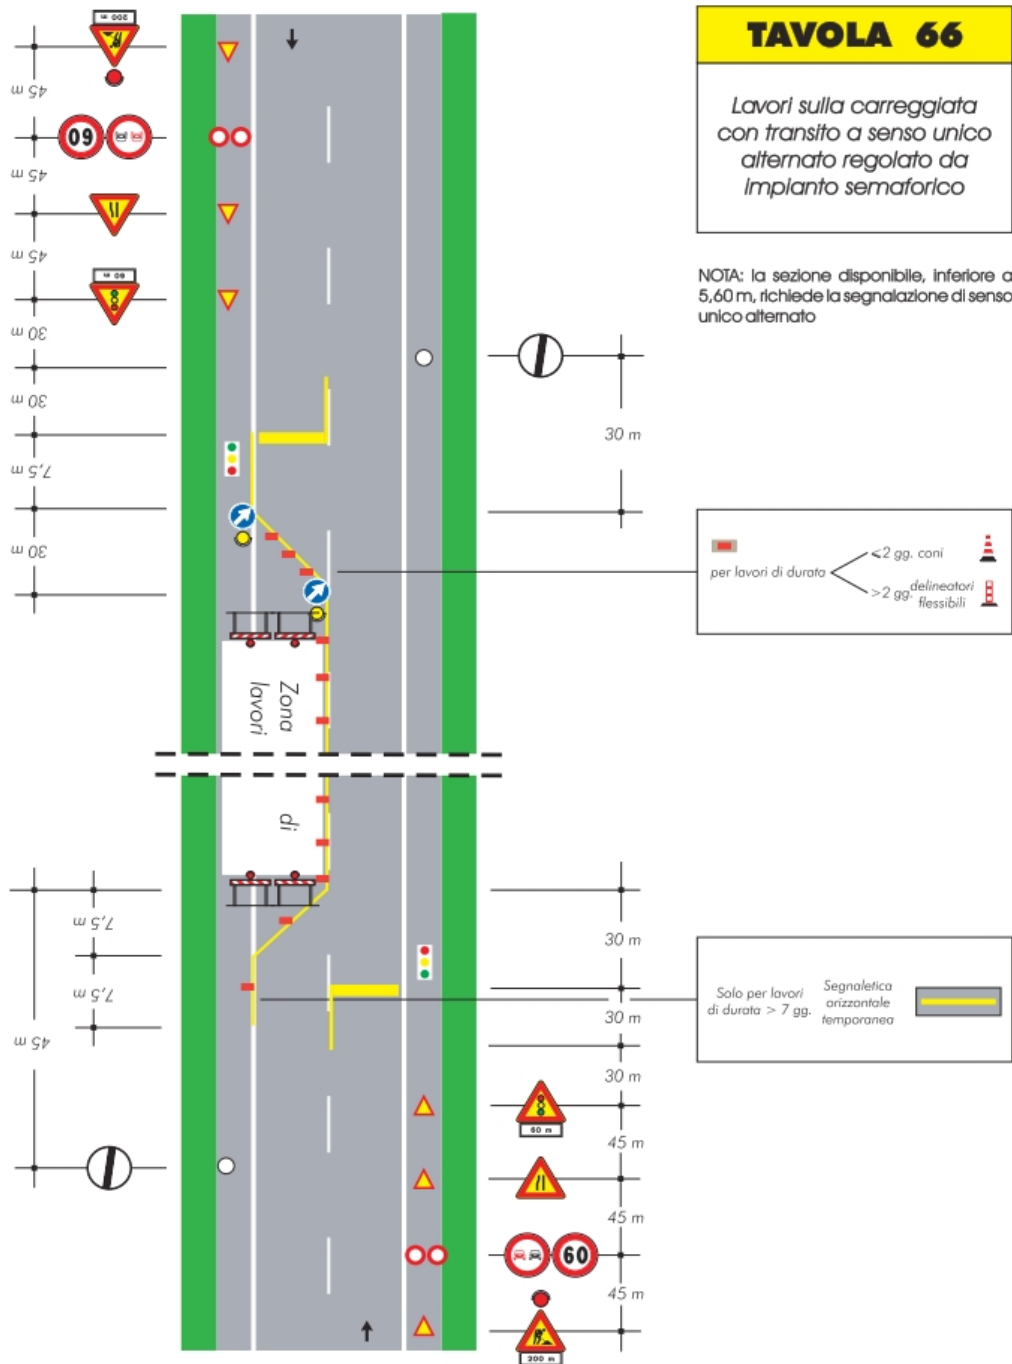 TAVOLA 66
Lavori sulla carreggiata
con transito a senso unico
alternato regolato da
impianto semaforico
NOTA: la sezione disponibile, inferiore a
5,60 m, richiede la segnalazione di senso
unico alternato
200 m
45 m
60
45 m
45 m
60 m
30 m
30 m
7,5 m
30 m
30 m
per lavori di durata
<2 gg. coni
>2 gg. delineatori
flessibili
Zona
lavori
di
7,5 m
7,5 m
45 m
30 m
30 m
30 m
Solo per lavori
di durata > 7 gg.
Segnaletica
orizzontale
temporanea
60 m
45 m
45 m
60
45 m
200 m